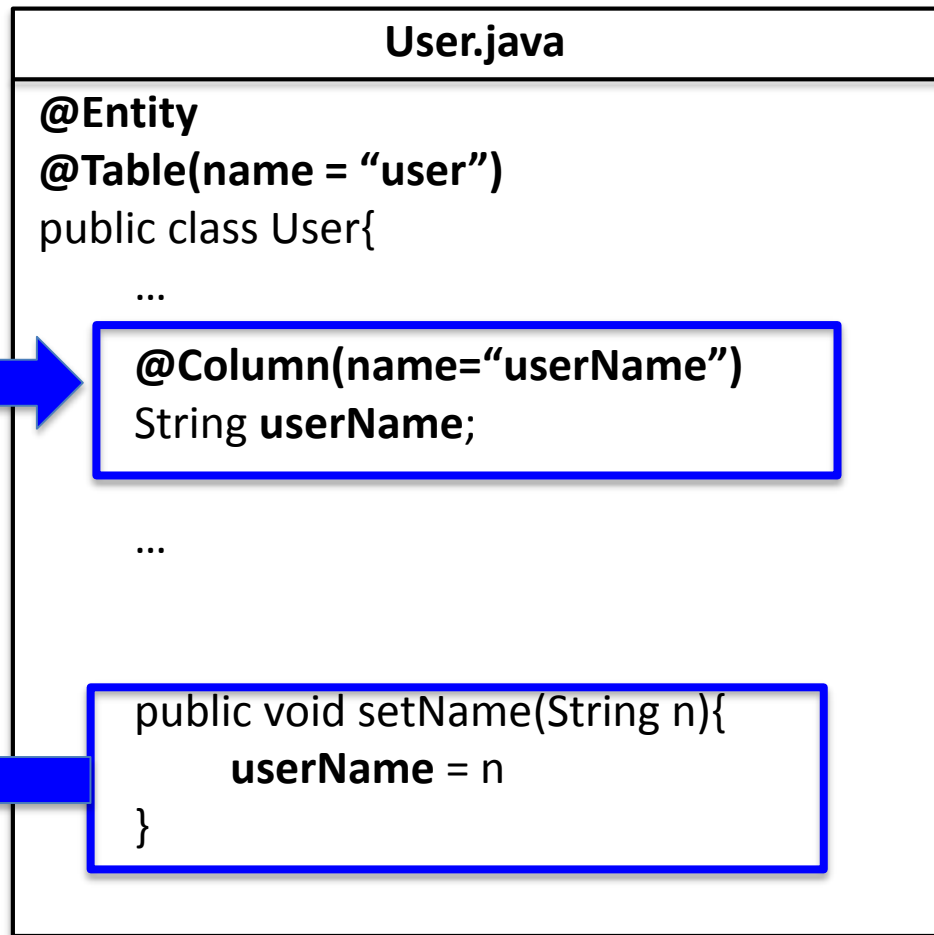 User.java
@Entity
@Table(name = “user”)
public class User{
…
@Column(name=“userName”)
String userName;
…
public void setName(String n){
userName = n
}